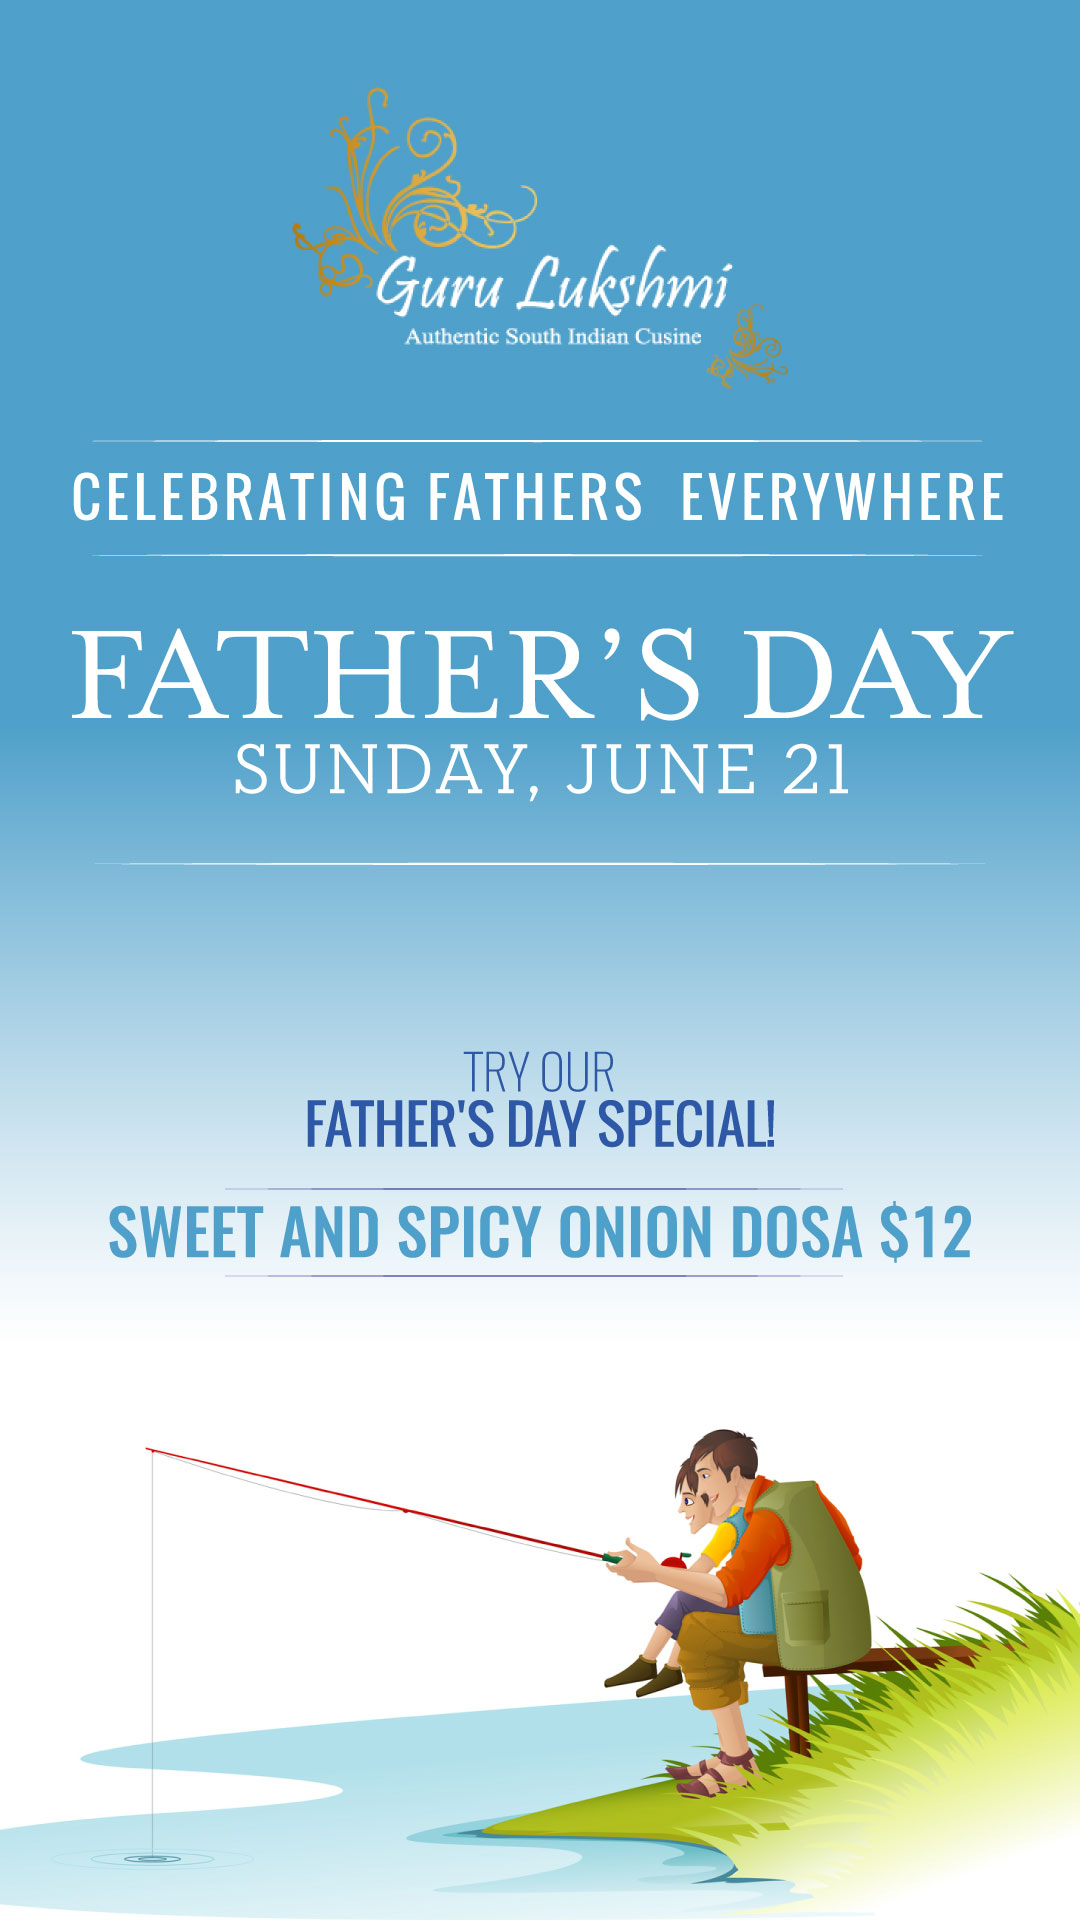 Guru Lukshmi
Authentic South Indian Cusine
CELEBRATING FATHERS EVERYWHERE
FATHER’S DAY
SUNDAY, JUNE 21
TRY OUR
FATHER'S DAY SPECIAL!
SWEET AND SPICY ONION DOSA $12